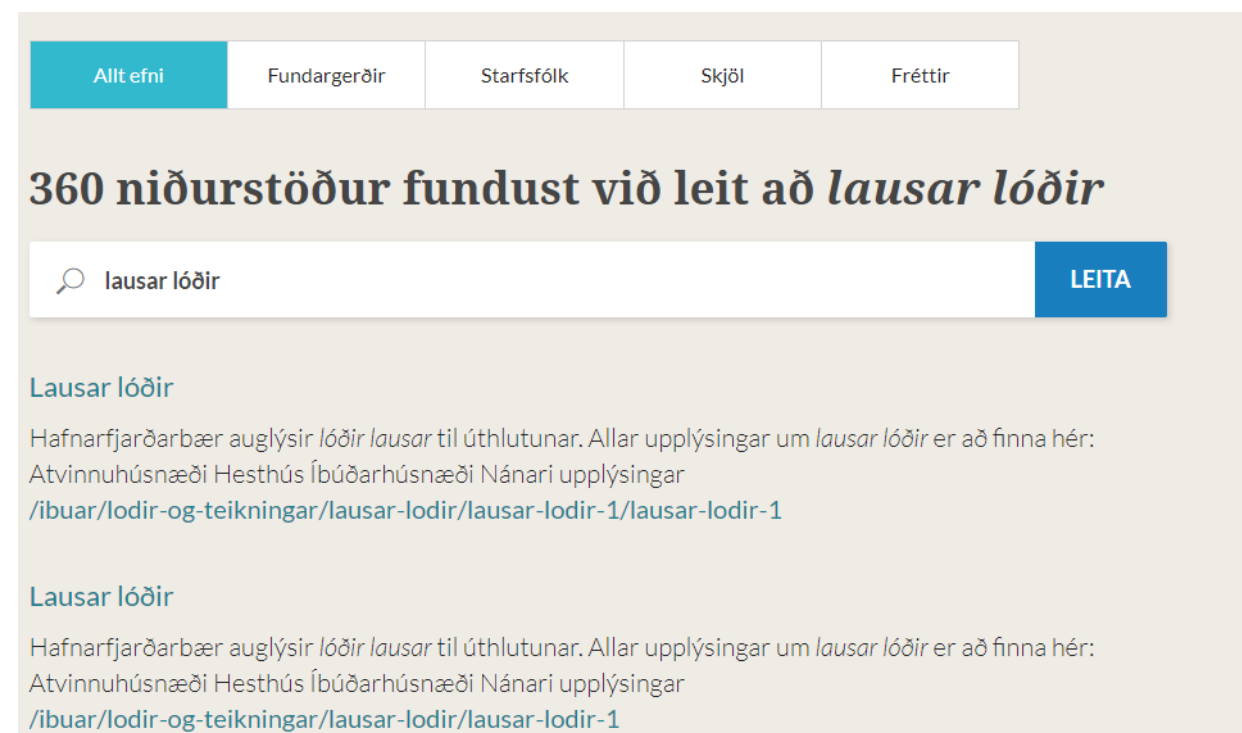 Allt efni Fundargerðir Starfsfólk Skjöl Fréttir
360 niðurstöður fundust við leit að lausar lóðir
lausar lóðir LEITA
Lausar lóðir
Hafnarfjarðarbær auglýsir lóðir lausar til úthlutunar. Allar upplýsingar um lausar lóðir er að finna hér:
Atvinnuhúsnæði Hesthús Íbúðarhúsnæði Nánari upplýsingar
/ibuar/lodir-og-teikningar/lausar-lodir/lausar-lodir-1/lausar-lodir-1
Lausar lóðir
Hafnarfjarðarbær auglýsir lóðir lausar til úthlutunar. Allar upplýsingar um lausar lóðir er að finna hér:
Atvinnuhúsnæði Hesthús Íbúðarhúsnæði Nánari upplýsingar
/ibuar/lodir-og-teikningar/lausar-lodir/lausar-lodir-1